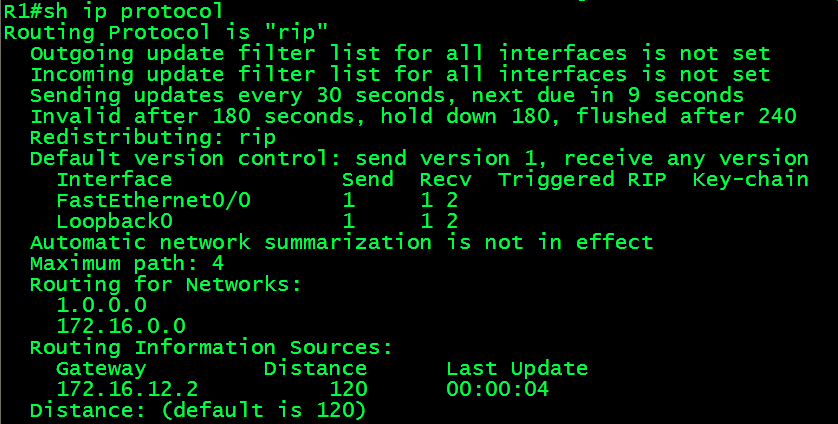 R1#sh ip protocol
Routing Protocol is "rip"
  Outgoing update filter list for all interfaces is not set
  Incoming update filter list for all interfaces is not set
  Sending updates every 30 seconds, next due in 9 seconds
  Invalid after 180 seconds, hold down 180, flushed after 240
  Redistributing: rip
  Default version control: send version 1, receive any version
    Interface             Send  Recv  Triggered RIP  Key-chain
    FastEthernet0/0       1     1 2
    Loopback0             1     1 2
  Automatic network summarization is not in effect
  Maximum path: 4
  Routing for Networks:
    1.0.0.0
    172.16.0.0
  Routing Information Sources:
    Gateway         Distance      Last Update
    172.16.12.2          120      00:00:04
  Distance: (default is 120)